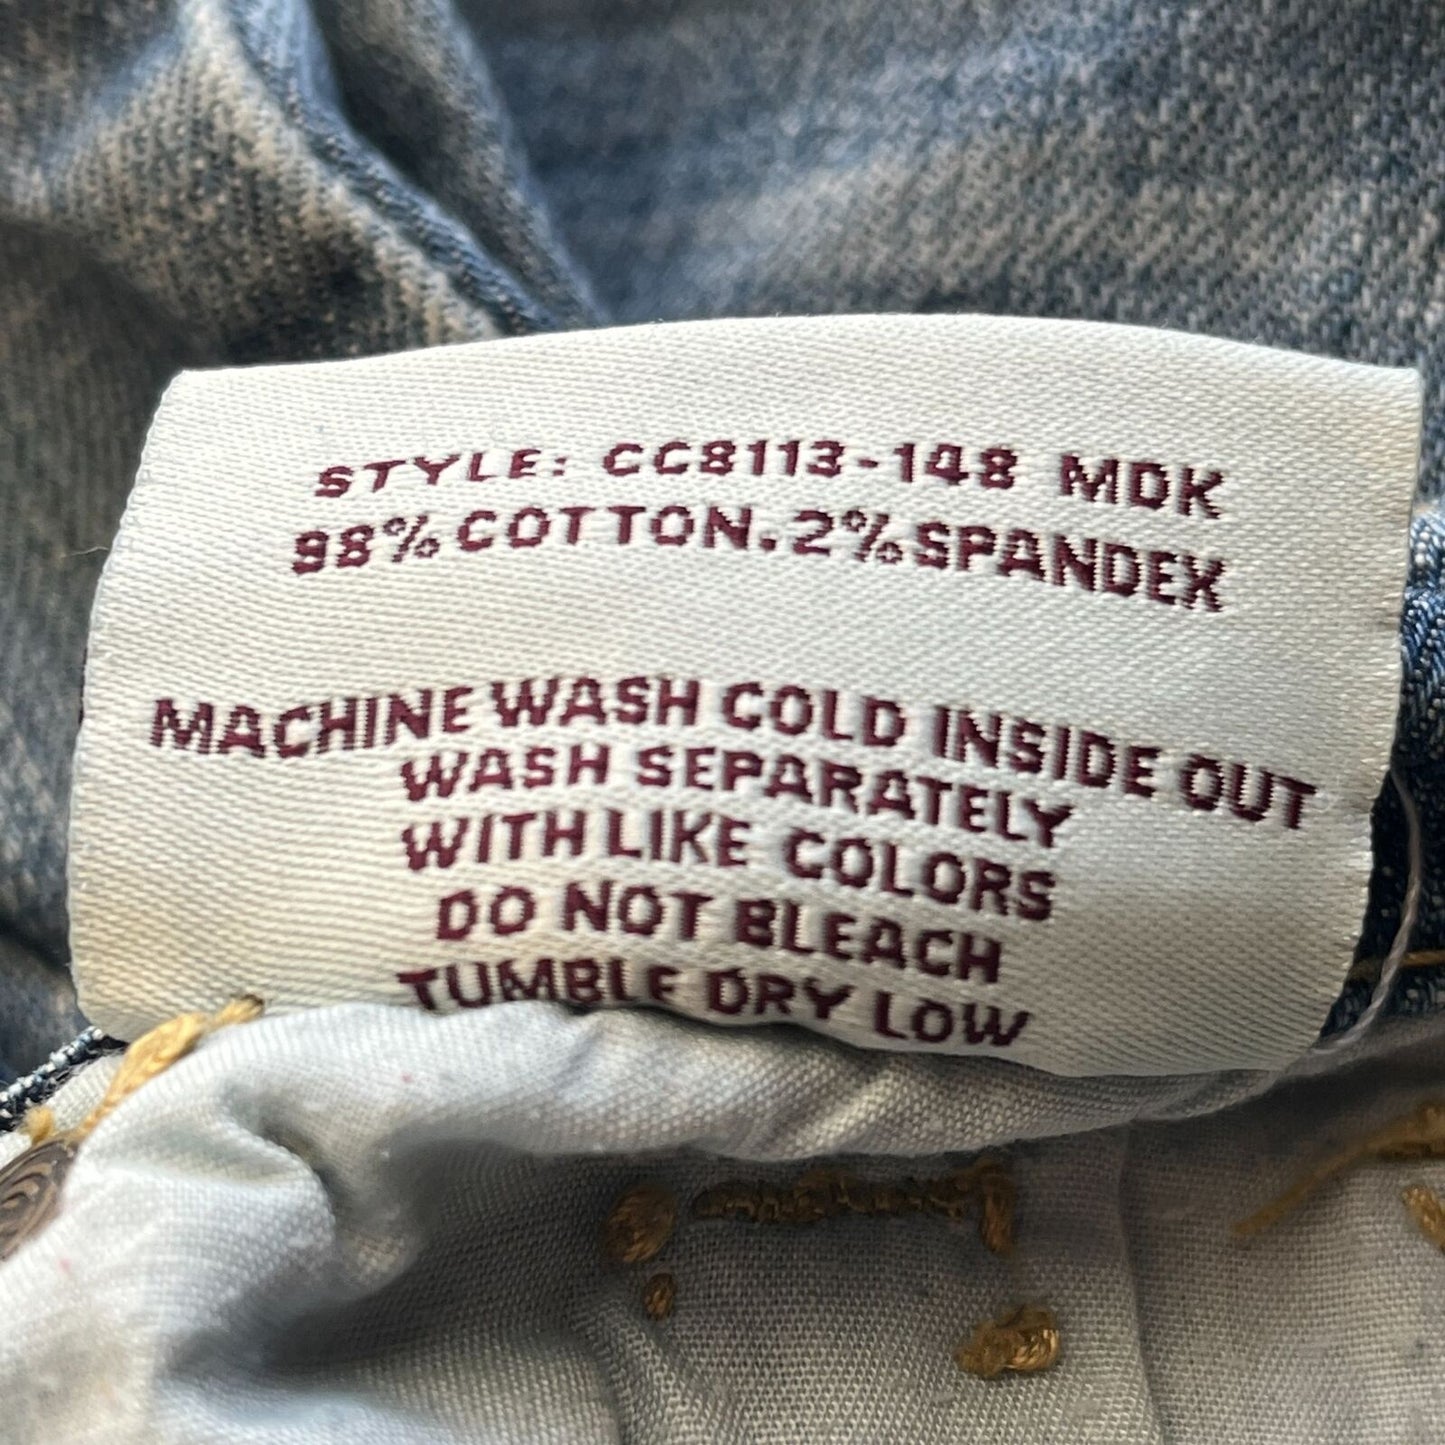 STYLE: CC8113-148 MDK
98% COTTON. 2% SPANDEX
MACHINE WASH COLD INSIDE OUT
WASH SEPARATELY
WITH LIKE COLORS
DO NOT BLEACH
TUMBLE DRY LOW